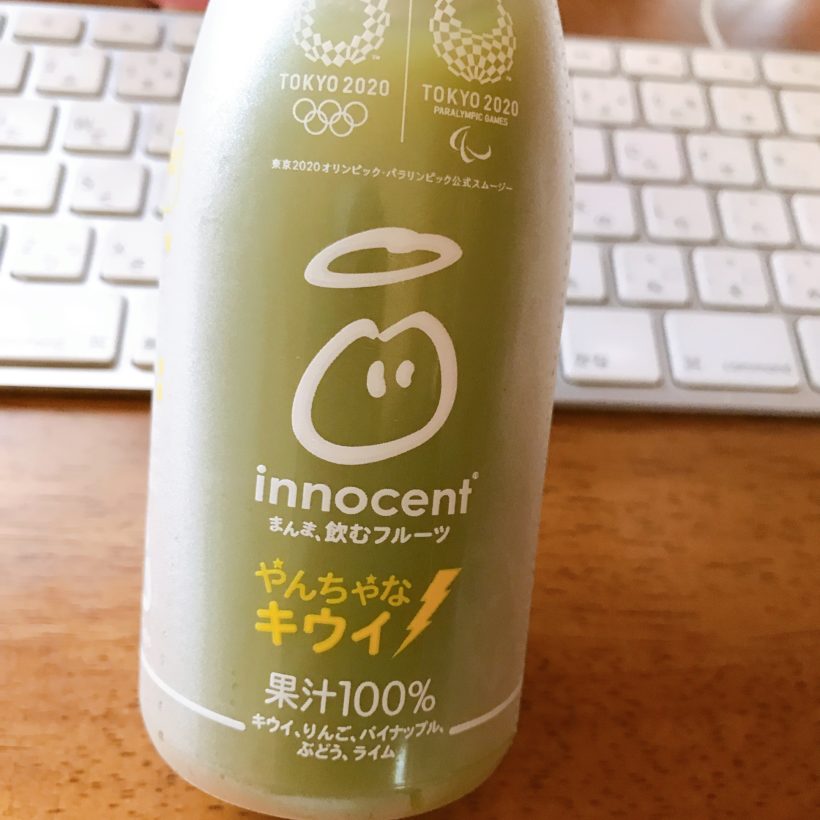 TOKYO 2020
TOKYO 2020
PARALYMPIC GAMES
東京2020オリンピック・パラリンピック公式スムージー
innocent®
まんま、飲むフルーツ
やんちゃな
キウイ
果汁100%
キウイ、りんご、パイナップル、
ぶどう、ライム
かな
⌘ command